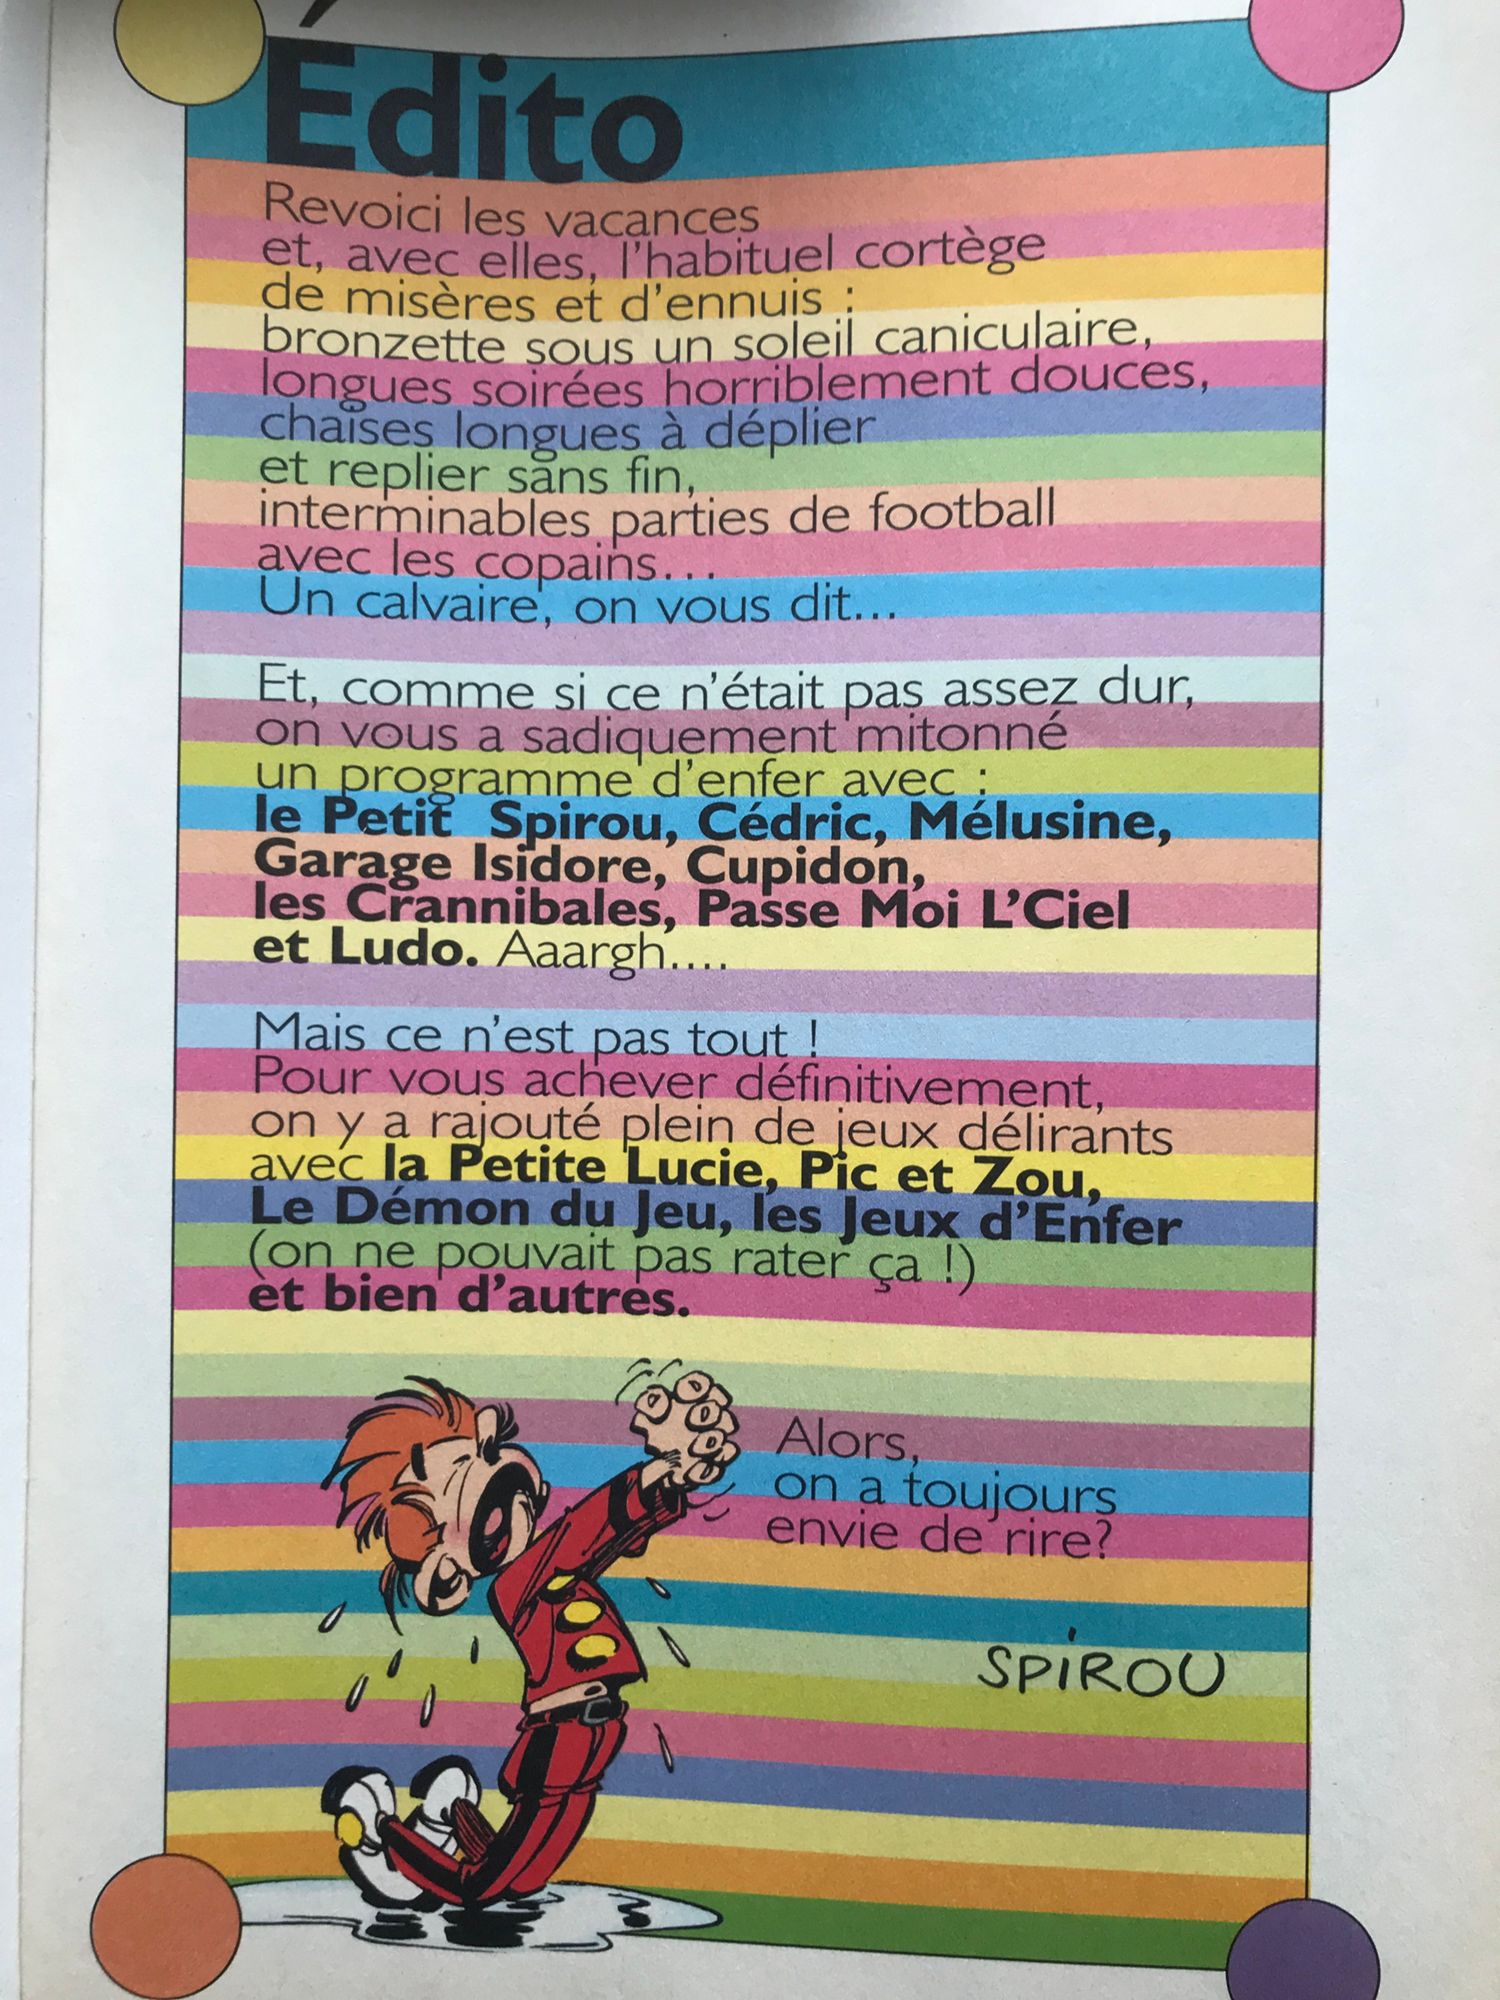 Édito
Revoici les vacances
et, avec elles, l'habituel cortège
de misères et d'ennuis :
bronzette sous un soleil caniculaire,
longues soirées horriblement douces,
chaises longues à déplier
et replier sans fin,
interminables parties de football
avec les copains...
Un calvaire, on vous dit...
Et, comme si ce n'était pas assez dur,
on vous a sadiquement mitonné
un programme d'enfer avec :
le Petit Spirou, Cédric, Mélusine,
Garage Isidore, Cupidon,
les Crannibales, Passe Moi L'Ciel
et Ludo. Aaargh....
Mais ce n'est pas tout !
Pour vous achever définitivement,
on y a rajouté plein de jeux délirants
avec la Petite Lucie, Pic et Zou,
Le Démon du Jeu, les Jeux d'Enfer
(on ne pouvait pas rater ça !)
et bien d'autres.
Alors,
on a toujours
envie de rire?
SPiROU